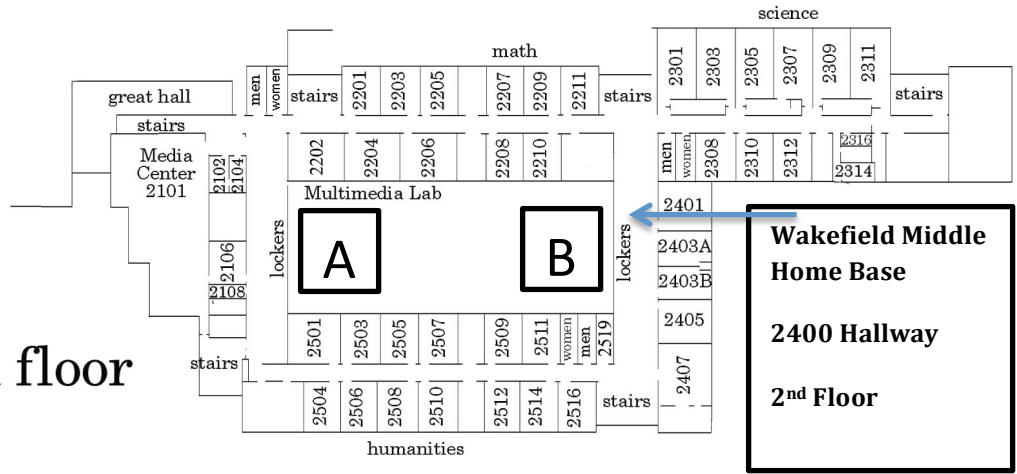 science
math
great hall
men
women
stairs
2201
2203
2205
2207
2209
2211
stairs
2301
2303
2305
2307
2309
2311
stairs
stairs
Media
Center
2101
2102
2104
2202
2204
2206
2208
2210
men
women
2308
2310
2312
2316
2314
Multimedia Lab
lockers
A
B
lockers
2401
2403A
2403B
2405
2407
2106
2108
Wakefield Middle
Home Base
2400 Hallway
2nd Floor
2501
2503
2505
2507
2509
2511
women
men
2519
floor
stairs
2504
2506
2508
2510
2512
2514
2516
stairs
humanities